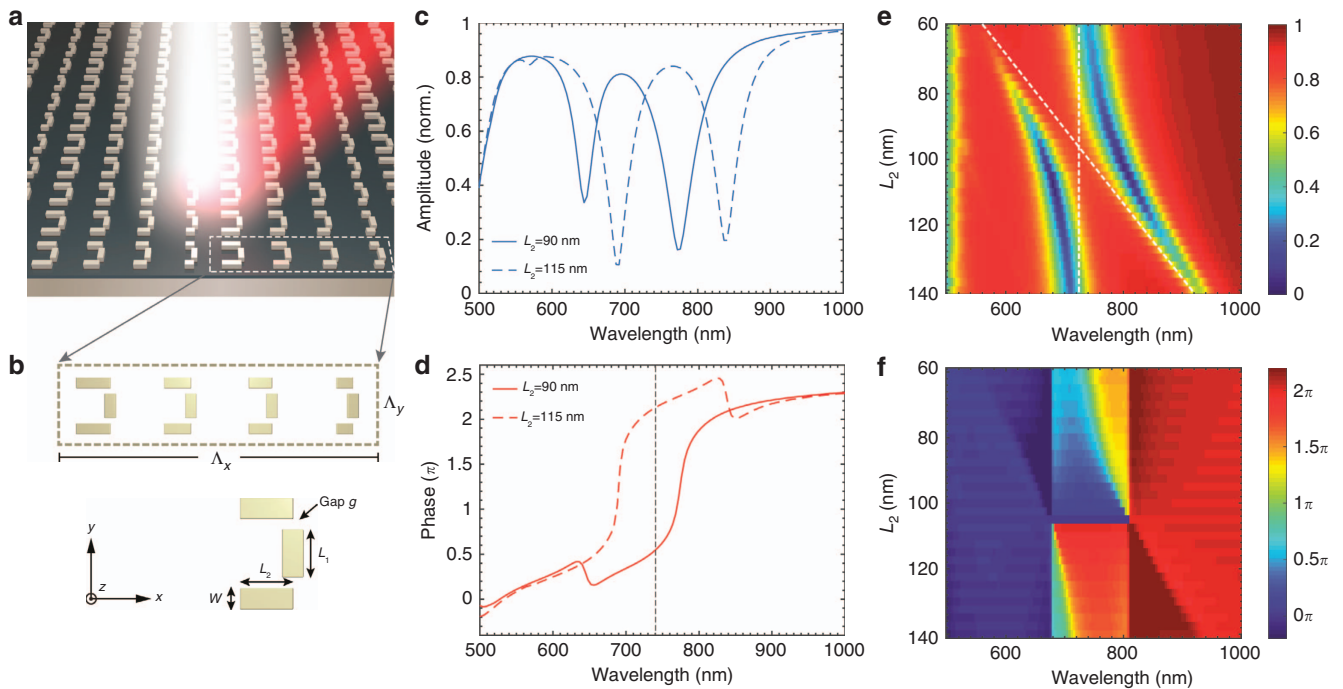 a
b
Λx
Λy
Gap g
L1
L2
W
y
z
x
c
Amplitude (norm.)
1
0.8
0.6
0.4
0.2
0
L2=90 nm
L2=115 nm
500 600 700 800 900 1000
Wavelength (nm)
d
Phase (π)
2.5
2
1.5
1
0.5
0
L2=90 nm
L2=115 nm
500 600 700 800 900 1000
Wavelength (nm)
e
L2 (nm)
60
80
100
120
140
600 800 1000
Wavelength (nm)
1
0.8
0.6
0.4
0.2
0
f
L2 (nm)
60
80
100
120
140
600 800 1000
Wavelength (nm)
2π
1.5π
1π
0.5π
0π